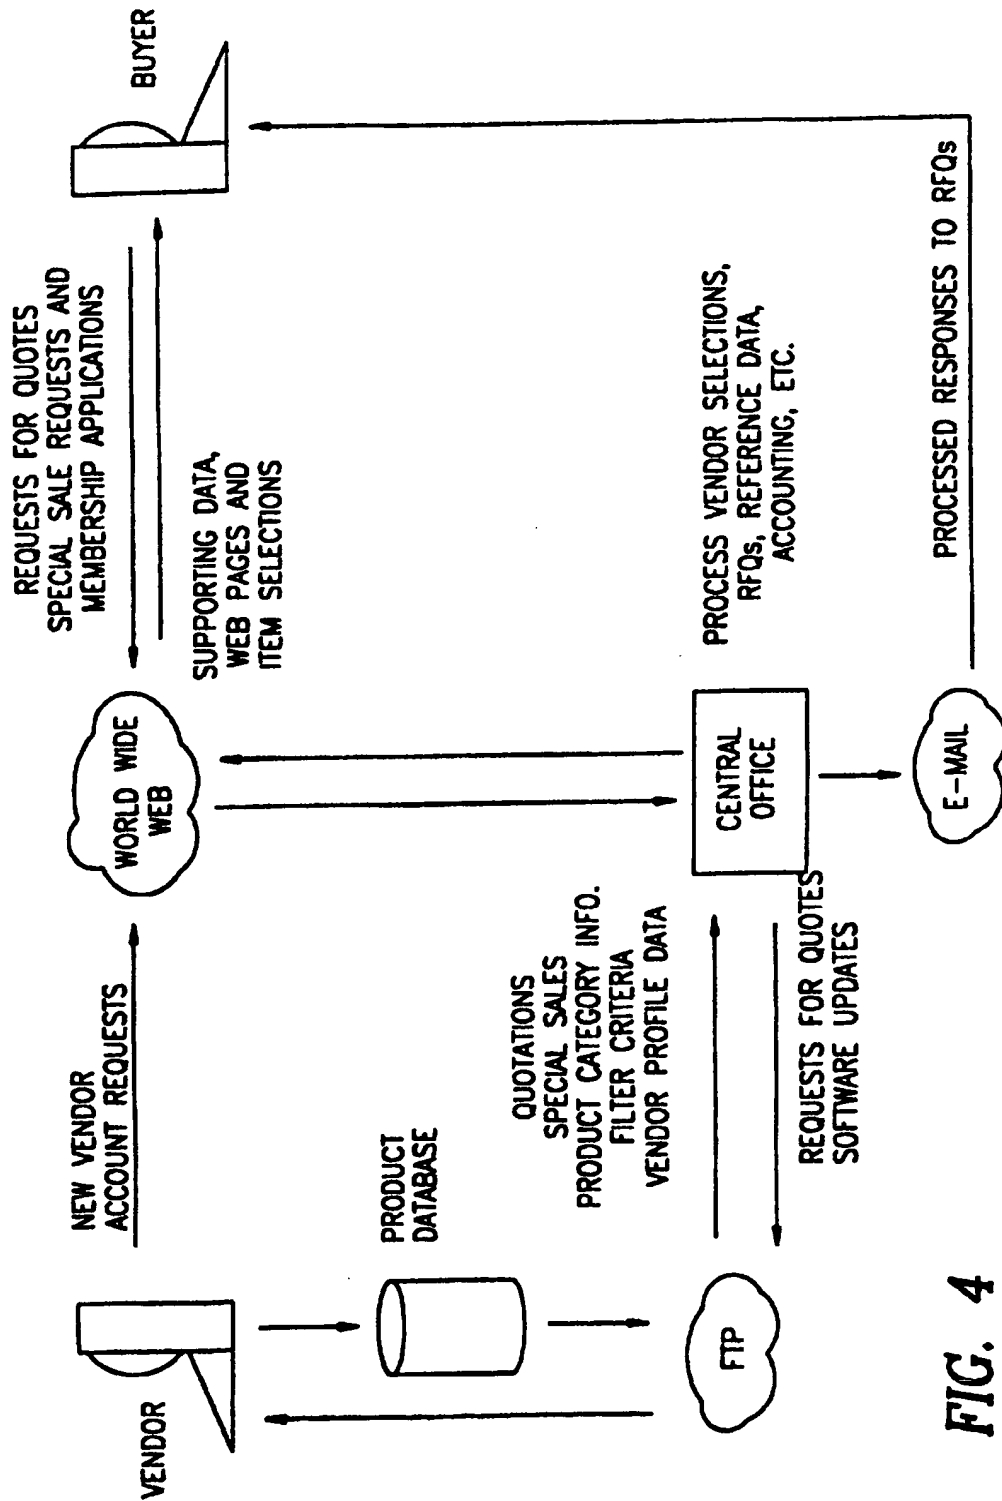 VENDOR
NEW VENDOR
ACCOUNT REQUESTS
WORLD WIDE
WEB
REQUESTS FOR QUOTES
SPECIAL SALE REQUESTS AND
MEMBERSHIP APPLICATIONS
SUPPORTING DATA,
WEB PAGES AND
ITEM SELECTIONS
BUYER
PRODUCT
DATABASE
QUOTATIONS
SPECIAL SALES
PRODUCT CATEGORY INFO.
FILTER CRITERIA
VENDOR PROFILE DATA
FTP
CENTRAL
OFFICE
PROCESS VENDOR SELECTIONS,
RFQs, REFERENCE DATA,
ACCOUNTING, ETC.
REQUESTS FOR QUOTES
SOFTWARE UPDATES
E-MAIL
PROCESSED RESPONSES TO RFQs
FIG. 4